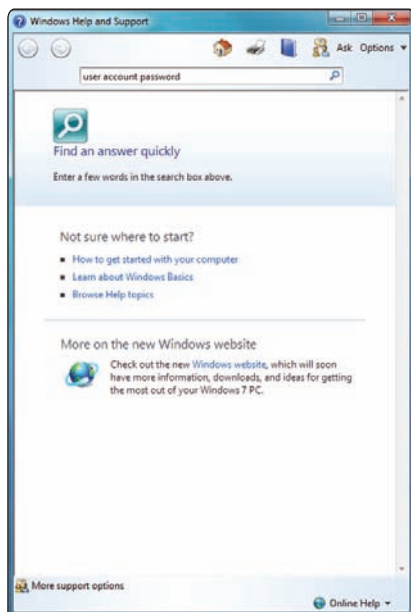 Windows Help and Support
Ask Options
user account password
Find an answer quickly
Enter a few words in the search box above.
Not sure where to start?
How to get started with your computer
Learn about Windows Basics
Browse Help topics
More on the new Windows website
Check out the new Windows website, which will soon
have more information, downloads, and ideas for getting
the most out of your Windows 7 PC.
More support options
Online Help